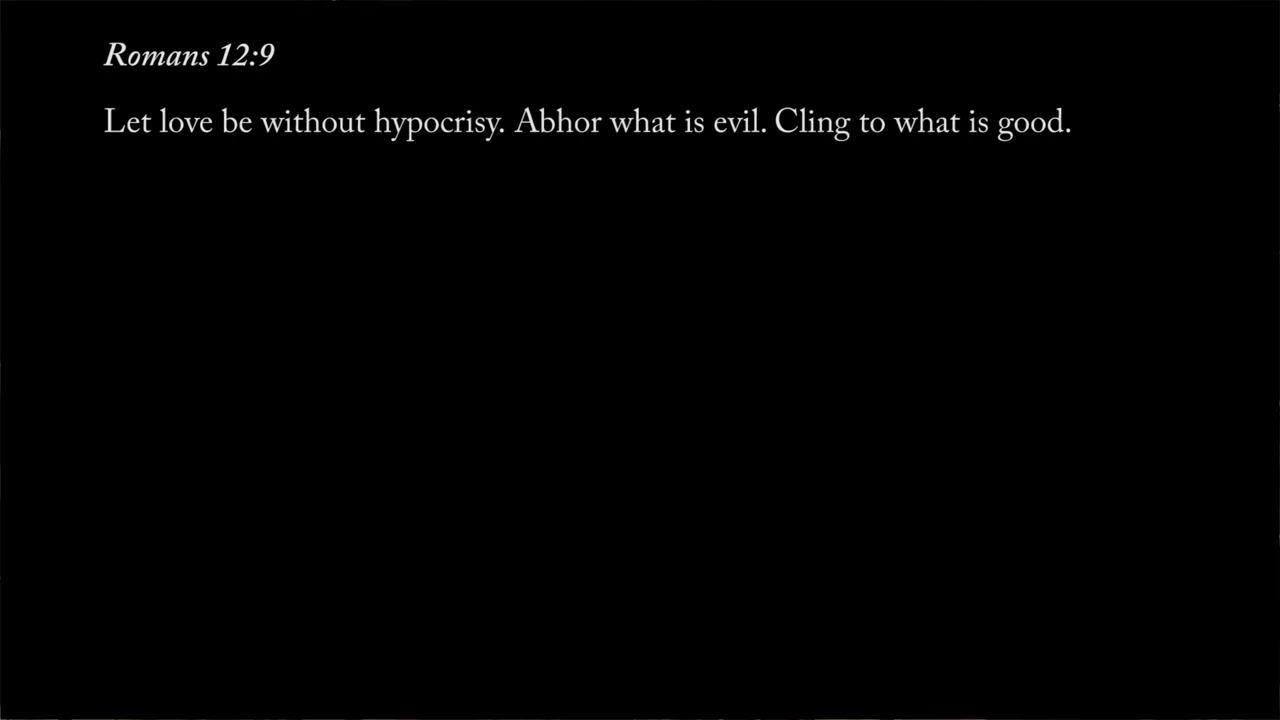 Romans 12:9
Let love be without hypocrisy. Abhor what is evil. Cling to what is good.